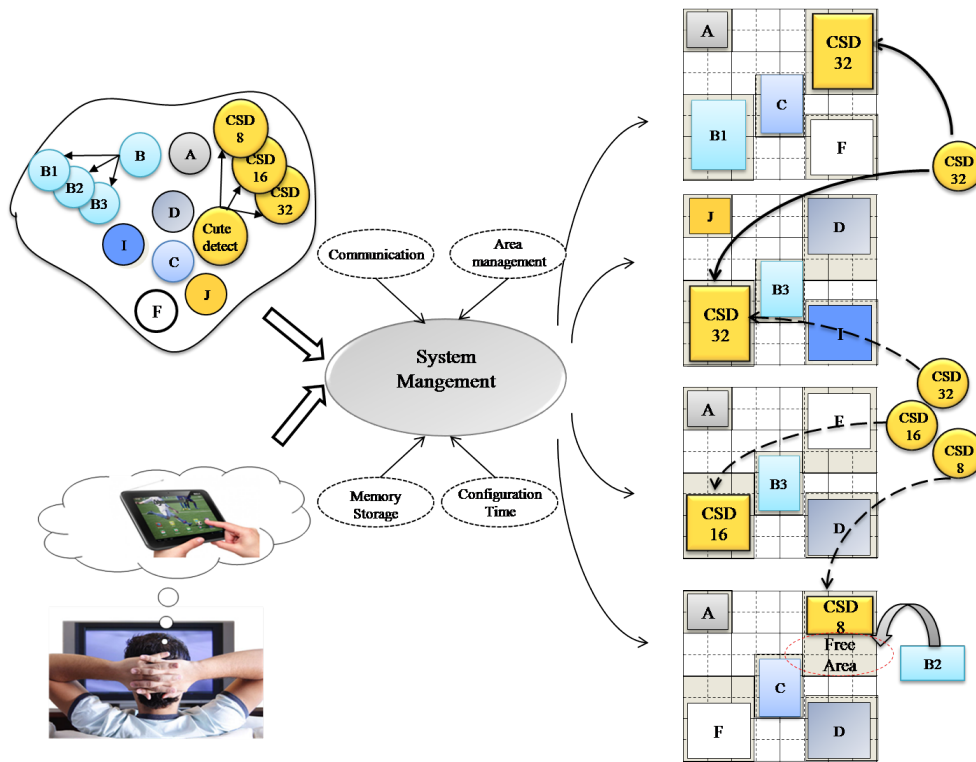 CSD
8
CSD
16
CSD
32
B
A
B1
B2
B3
D
Cute
detect
I
C
J
F
Communication
Area
management
System
Mangement
Memory
Storage
Configuration
Time
A
CSD
32
C
B1
F
CSD
32
J
D
B3
CSD
32
I
CSD
32
CSD
16
CSD
8
A
F
B3
CSD
16
D
A
CSD
8
Free
Area
B2
C
F
D